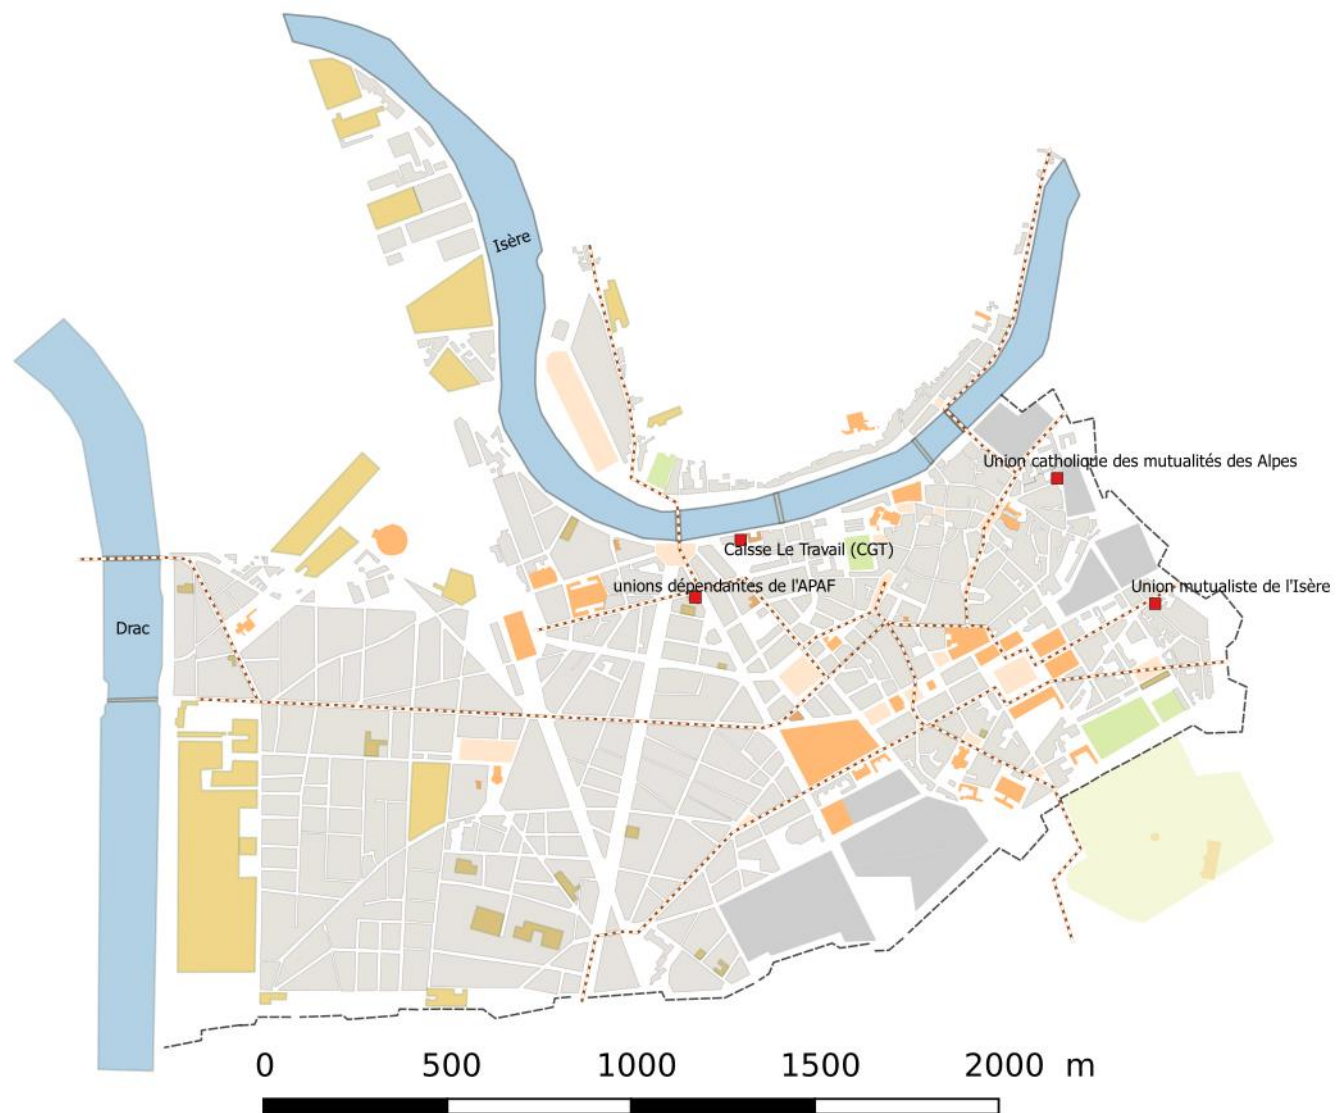 Isère
Union catholique des mutualités des Alpes
Caisse Le Travail (CGT)
unions dépendantes de l'APAF
Union mutualiste de l'Isère
Drac
0 500 1000 1500 2000 m